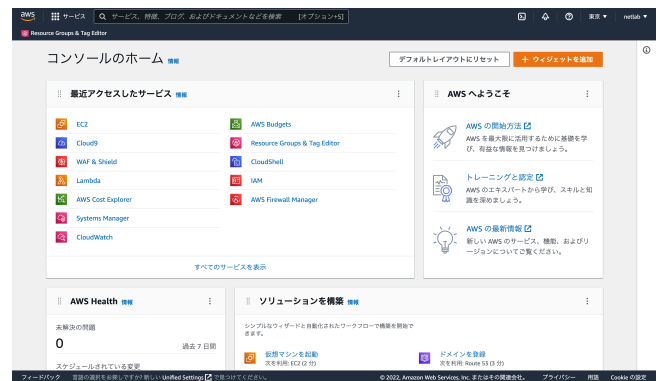 aws
サービス
サービス、特徴、ブログ、およびドキュメントなどを検索
[オプション+S]
東京 ▼
netlab ▼
Resource Groups & Tag Editor
コンソールのホーム 情報
デフォルトレイアウトにリセット
＋ ウィジェットを追加
最近アクセスしたサービス 情報
EC2
Cloud9
WAF & Shield
Lambda
AWS Cost Explorer
Systems Manager
CloudWatch
AWS Budgets
Resource Groups & Tag Editor
CloudShell
IAM
AWS Firewall Manager
すべてのサービスを表示
AWS へようこそ
AWS の開始方法
AWS を最大限に活用するために基礎を学
び、有益な情報を見つけましょう。
トレーニングと認定
AWS のエキスパートから学び、スキルと知
識を深めましょう。
AWS の最新情報
新しい AWS のサービス、機能、およびリ
ージョンについてご覧ください。
AWS Health 情報
未解決の問題
0
過去 7 日間
スケジュールされている変更
ソリューションを構築 情報
シンプルなウィザードと自動化されたワークフローで構築を開始で
きます。
仮想マシンを起動
次を利用: EC2 (2 分)
ドメインを登録
次を利用: Route 53 (3 分)
フィードバック
言語の選択をお探しですか? 新しい Unified Settings で見つけてください。
© 2022, Amazon Web Services, Inc. またはその関連会社。
プライバシー
用語
Cookie の設定